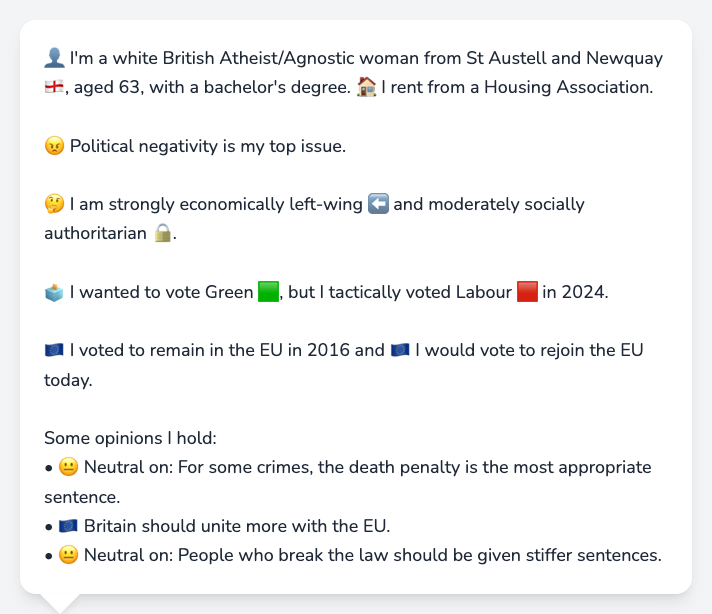 👤 I'm a white British Atheist/Agnostic woman from St Austell and Newquay
🏴󠁧󠁢󠁥󠁮󠁧󠁿, aged 63, with a bachelor's degree. 🏠 I rent from a Housing Association.
😠 Political negativity is my top issue.
🤔 I am strongly economically left-wing ⬅️ and moderately socially
authoritarian 🔒.
🗳️ I wanted to vote Green 🟩, but I tactically voted Labour 🟥 in 2024.
🇪🇺 I voted to remain in the EU in 2016 and 🇪🇺 I would vote to rejoin the EU
today.
Some opinions I hold:
• 😐 Neutral on: For some crimes, the death penalty is the most appropriate
sentence.
• 🇪🇺 Britain should unite more with the EU.
• 😐 Neutral on: People who break the law should be given stiffer sentences.